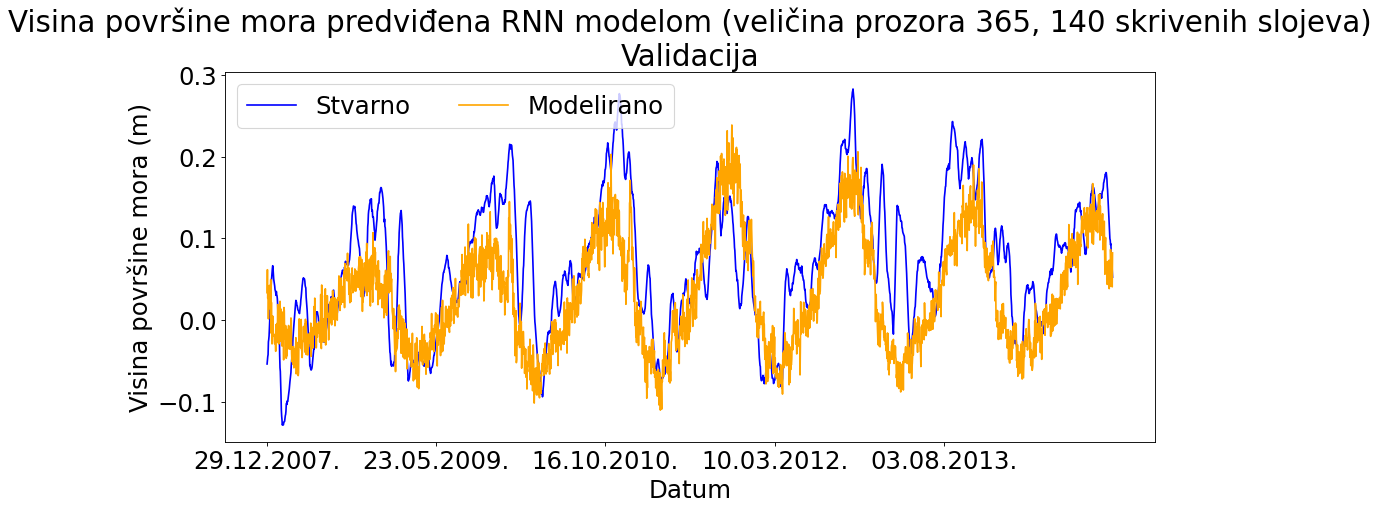 Visina površine mora predviđena RNN modelom (veličina prozora 365, 140 skrivenih slojeva)
Validacija
Stvarno Modelirano
Visina površine mora (m)
0.3
0.2
0.1
0.0
−0.1
29.12.2007. 23.05.2009. 16.10.2010. 10.03.2012. 03.08.2013.
Datum